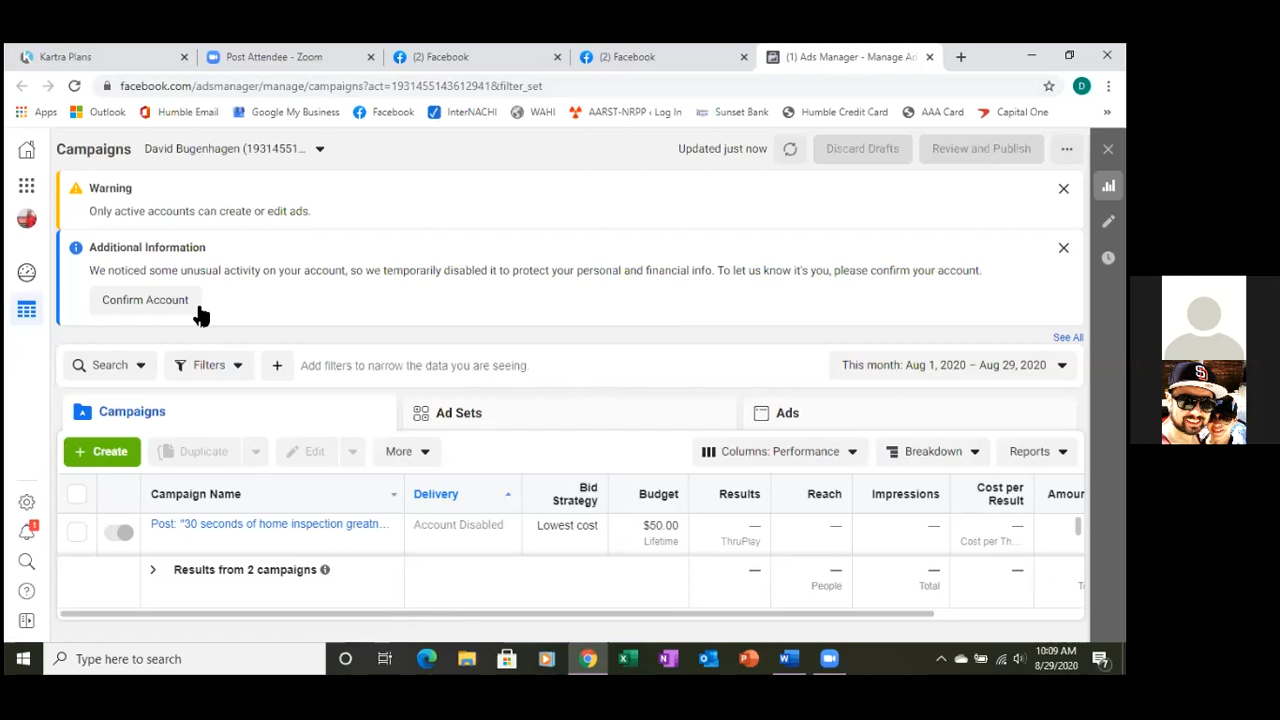 Kartra Plans
Post Attendee - Zoom
(2) Facebook
(2) Facebook
(1) Ads Manager - Manage Ad
facebook.com/adsmanager/manage/campaigns?act=1931455143612941&filter_set
D
Apps Outlook Humble Email Google My Business Facebook InterNACHI WAHI AARST-NRPP ‹ Log In Sunset Bank Humble Credit Card AAA Card Capital One »
Campaigns David Bugenhagen (19314551... Updated just now Discard Drafts Review and Publish
Warning
Only active accounts can create or edit ads.
Additional Information
We noticed some unusual activity on your account, so we temporarily disabled it to protect your personal and financial info. To let us know it's you, please confirm your account.
Confirm Account
See All
Search Filters + Add filters to narrow the data you are seeing. This month: Aug 1, 2020 – Aug 29, 2020
Campaigns Ad Sets Ads
+ Create Duplicate Edit More Columns: Performance Breakdown Reports
Campaign Name Delivery Bid Strategy Budget Results Reach Impressions Cost per Result Amour
Post: "30 seconds of home inspection greatn... Account Disabled Lowest cost $50.00 — — — —
Lifetime ThruPlay Cost per Th...
Results from 2 campaigns — — — —
People Total To
1
Type here to search
10:09 AM
8/29/2020
7
S